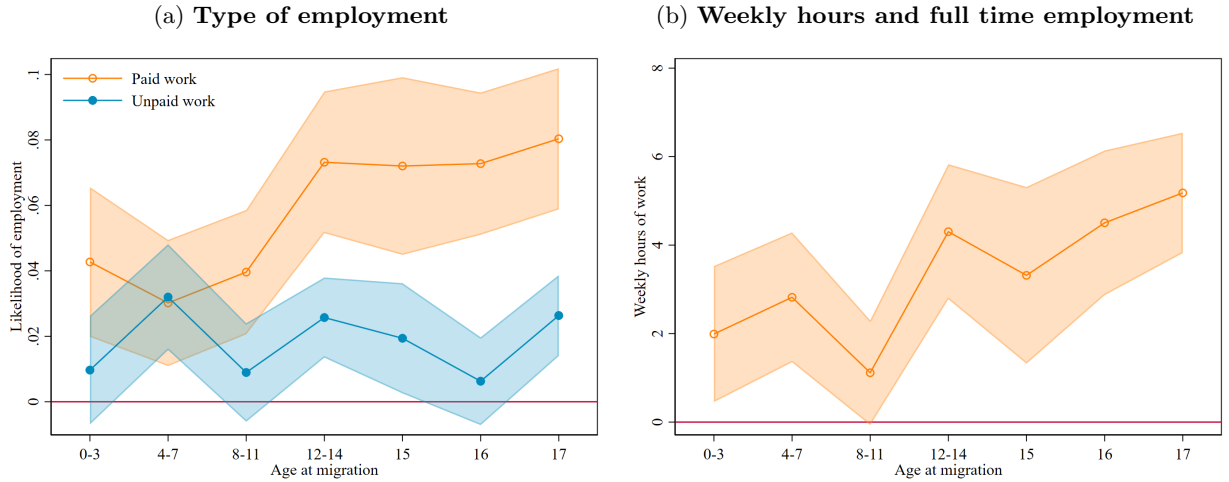 (a) Type of employment
Paid work
Unpaid work
Likelihood of employment
.1
.08
.06
.04
.02
0
0-3 4-7 8-11 12-14 15 16 17
Age at migration
(b) Weekly hours and full time employment
Weekly hours of work
8
6
4
2
0
0-3 4-7 8-11 12-14 15 16 17
Age at migration